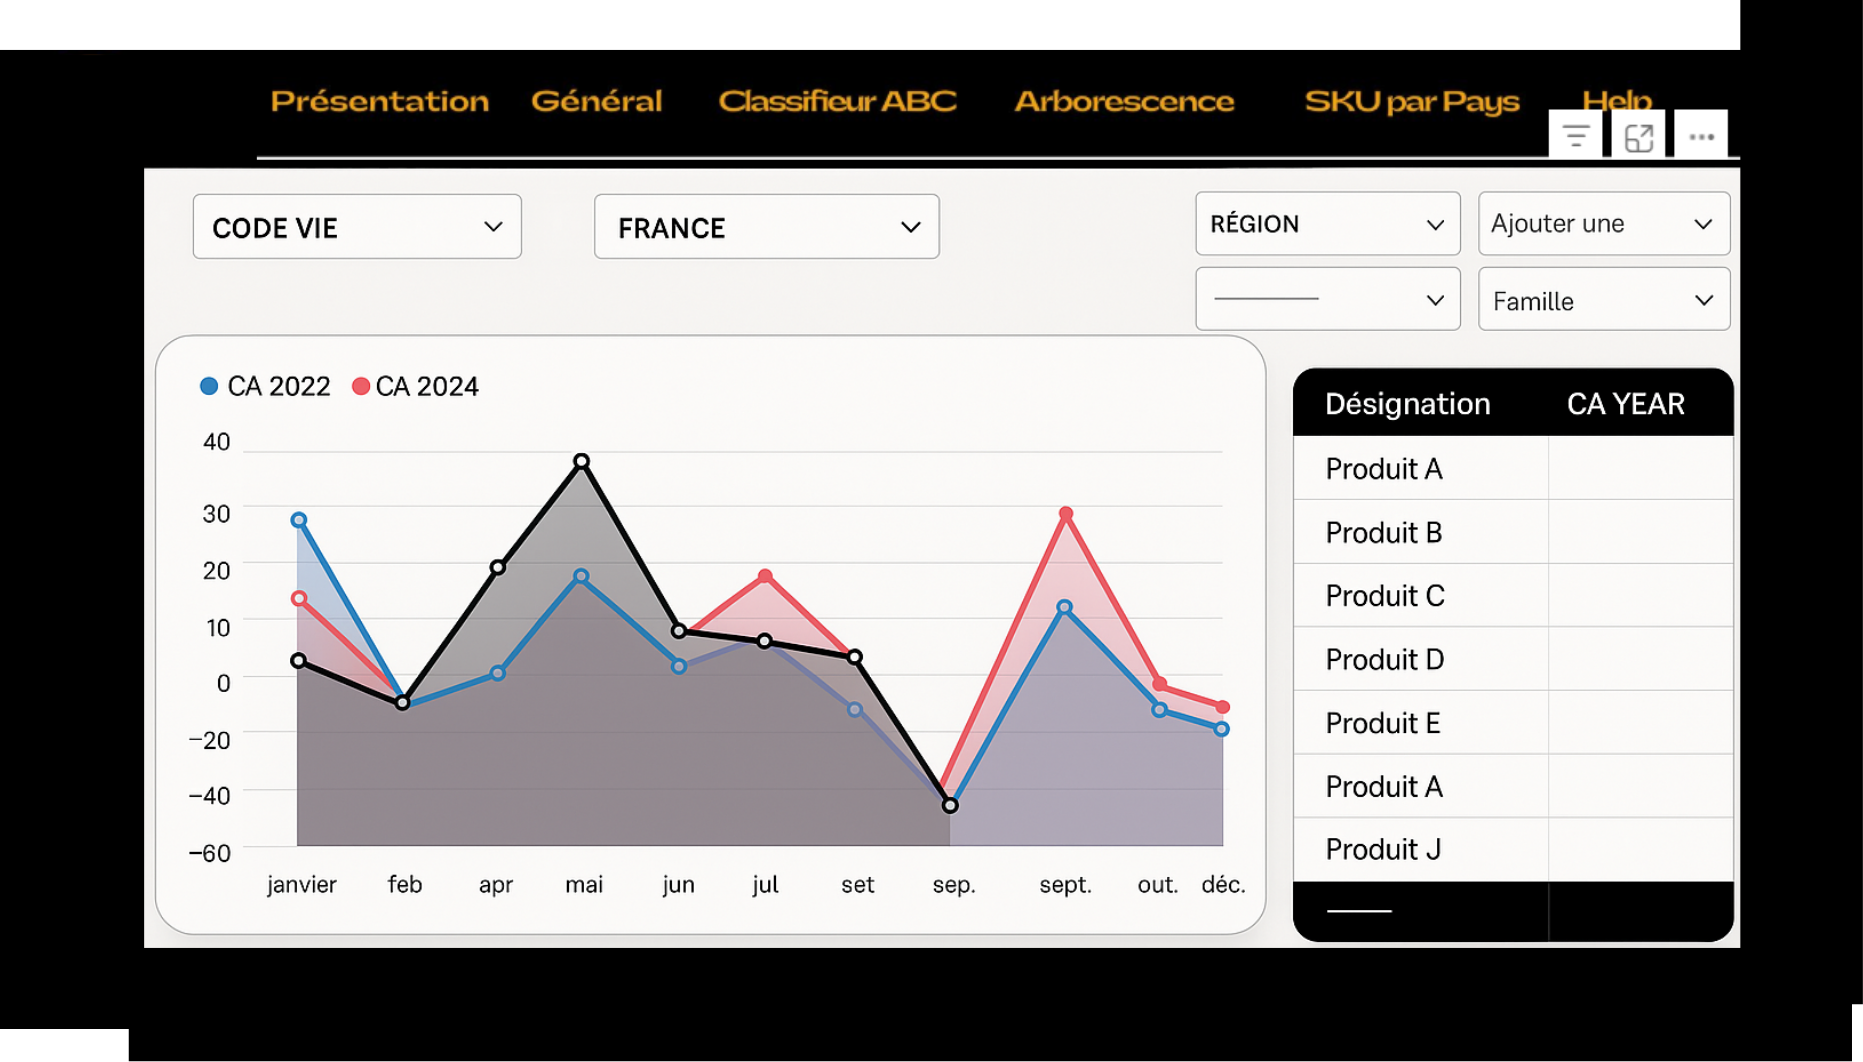 Présentation Général Classifieur ABC Arborescence SKU par Pays Help
CODE VIE FRANCE RÉGION Ajouter une
Famille
CA 2022 CA 2024
40
30
20
10
0
−20
−40
−60
janvier feb apr mai jun jul set sep. sept. out. déc.
Désignation CA YEAR
Produit A
Produit B
Produit C
Produit D
Produit E
Produit A
Produit J